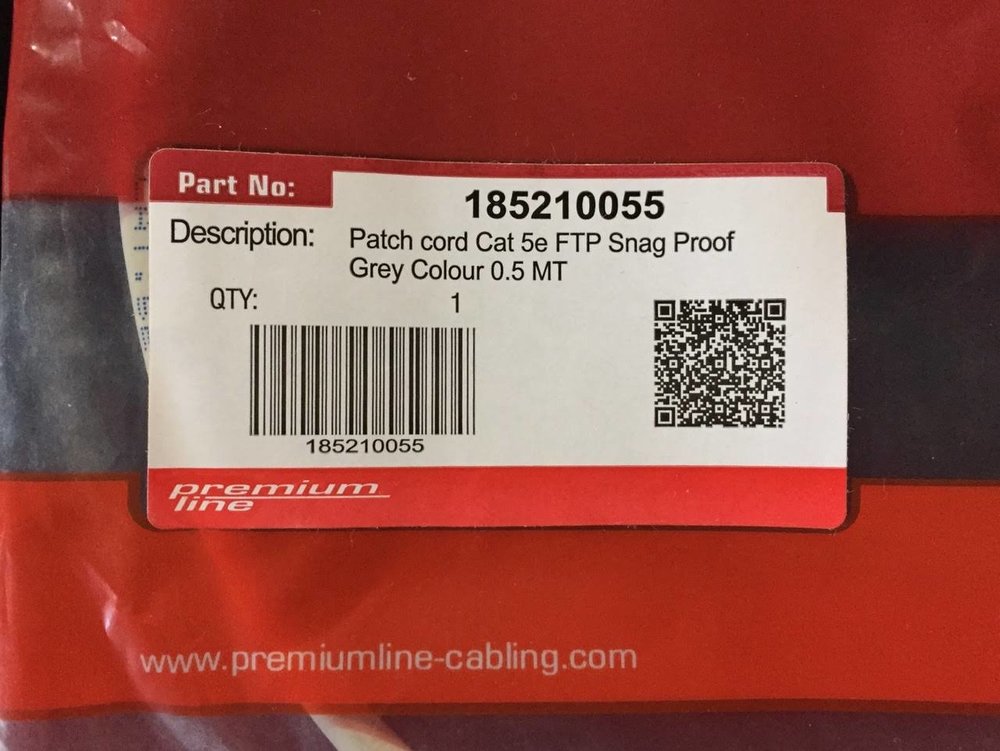 Part No: 185210055
Description: Patch cord Cat 5e FTP Snag Proof
Grey Colour 0.5 MT
QTY: 1
185210055
premium
line
www.premiumline-cabling.com